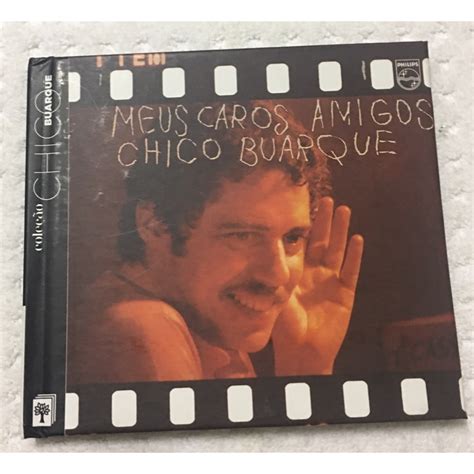 PHILIPS
MEUS CAROS AMIGOS
CHICO BUARQUE
coleção CHICO BUARQUE